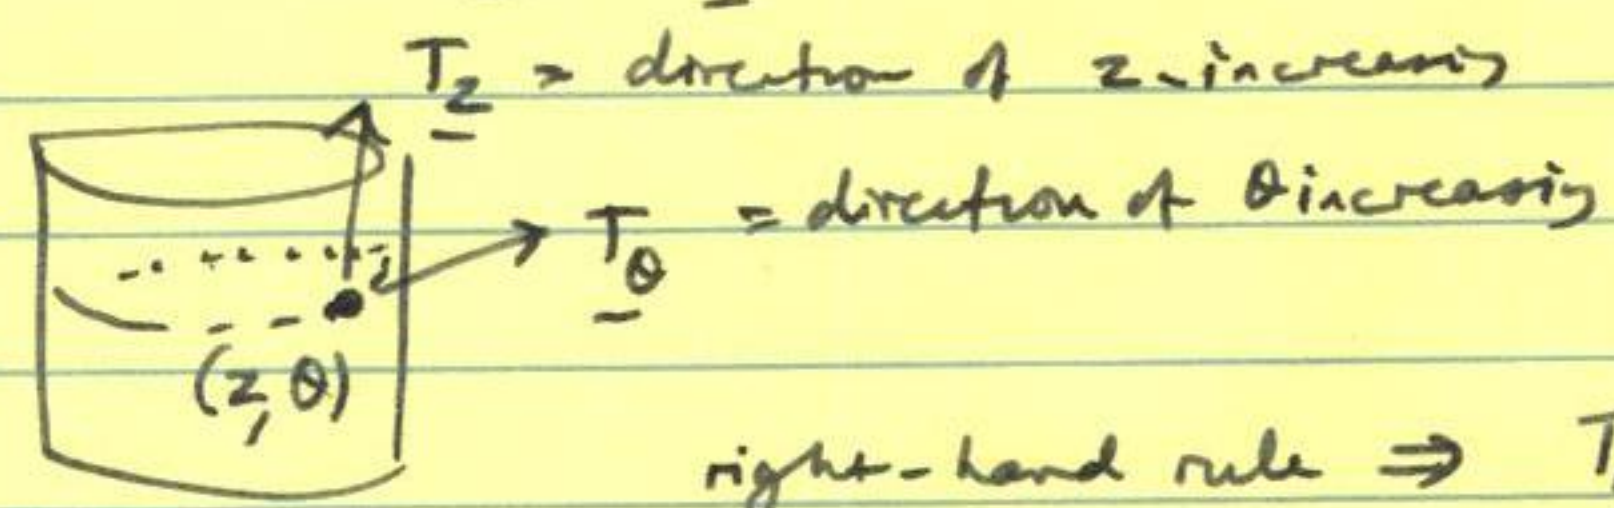 T_z = direction of z-increasing
T_θ = direction of θ increasing
(z, θ)
right-hand rule ⇒ T